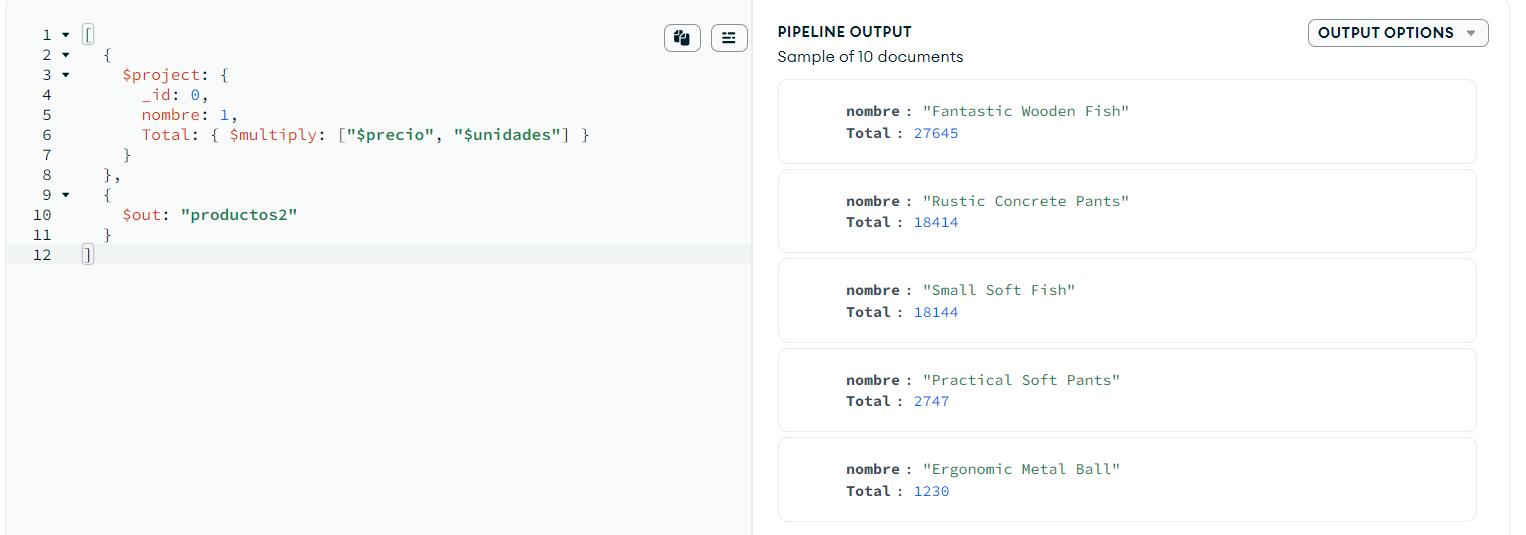 1 [
2 {
3 $project: {
4 _id: 0,
5 nombre: 1,
6 Total: { $multiply: ["$precio", "$unidades"] }
7 }
8 },
9 {
10 $out: "productos2"
11 }
12 ]
PIPELINE OUTPUT
OUTPUT OPTIONS
Sample of 10 documents
nombre : "Fantastic Wooden Fish"
Total : 27645
nombre : "Rustic Concrete Pants"
Total : 18414
nombre : "Small Soft Fish"
Total : 18144
nombre : "Practical Soft Pants"
Total : 2747
nombre : "Ergonomic Metal Ball"
Total : 1230